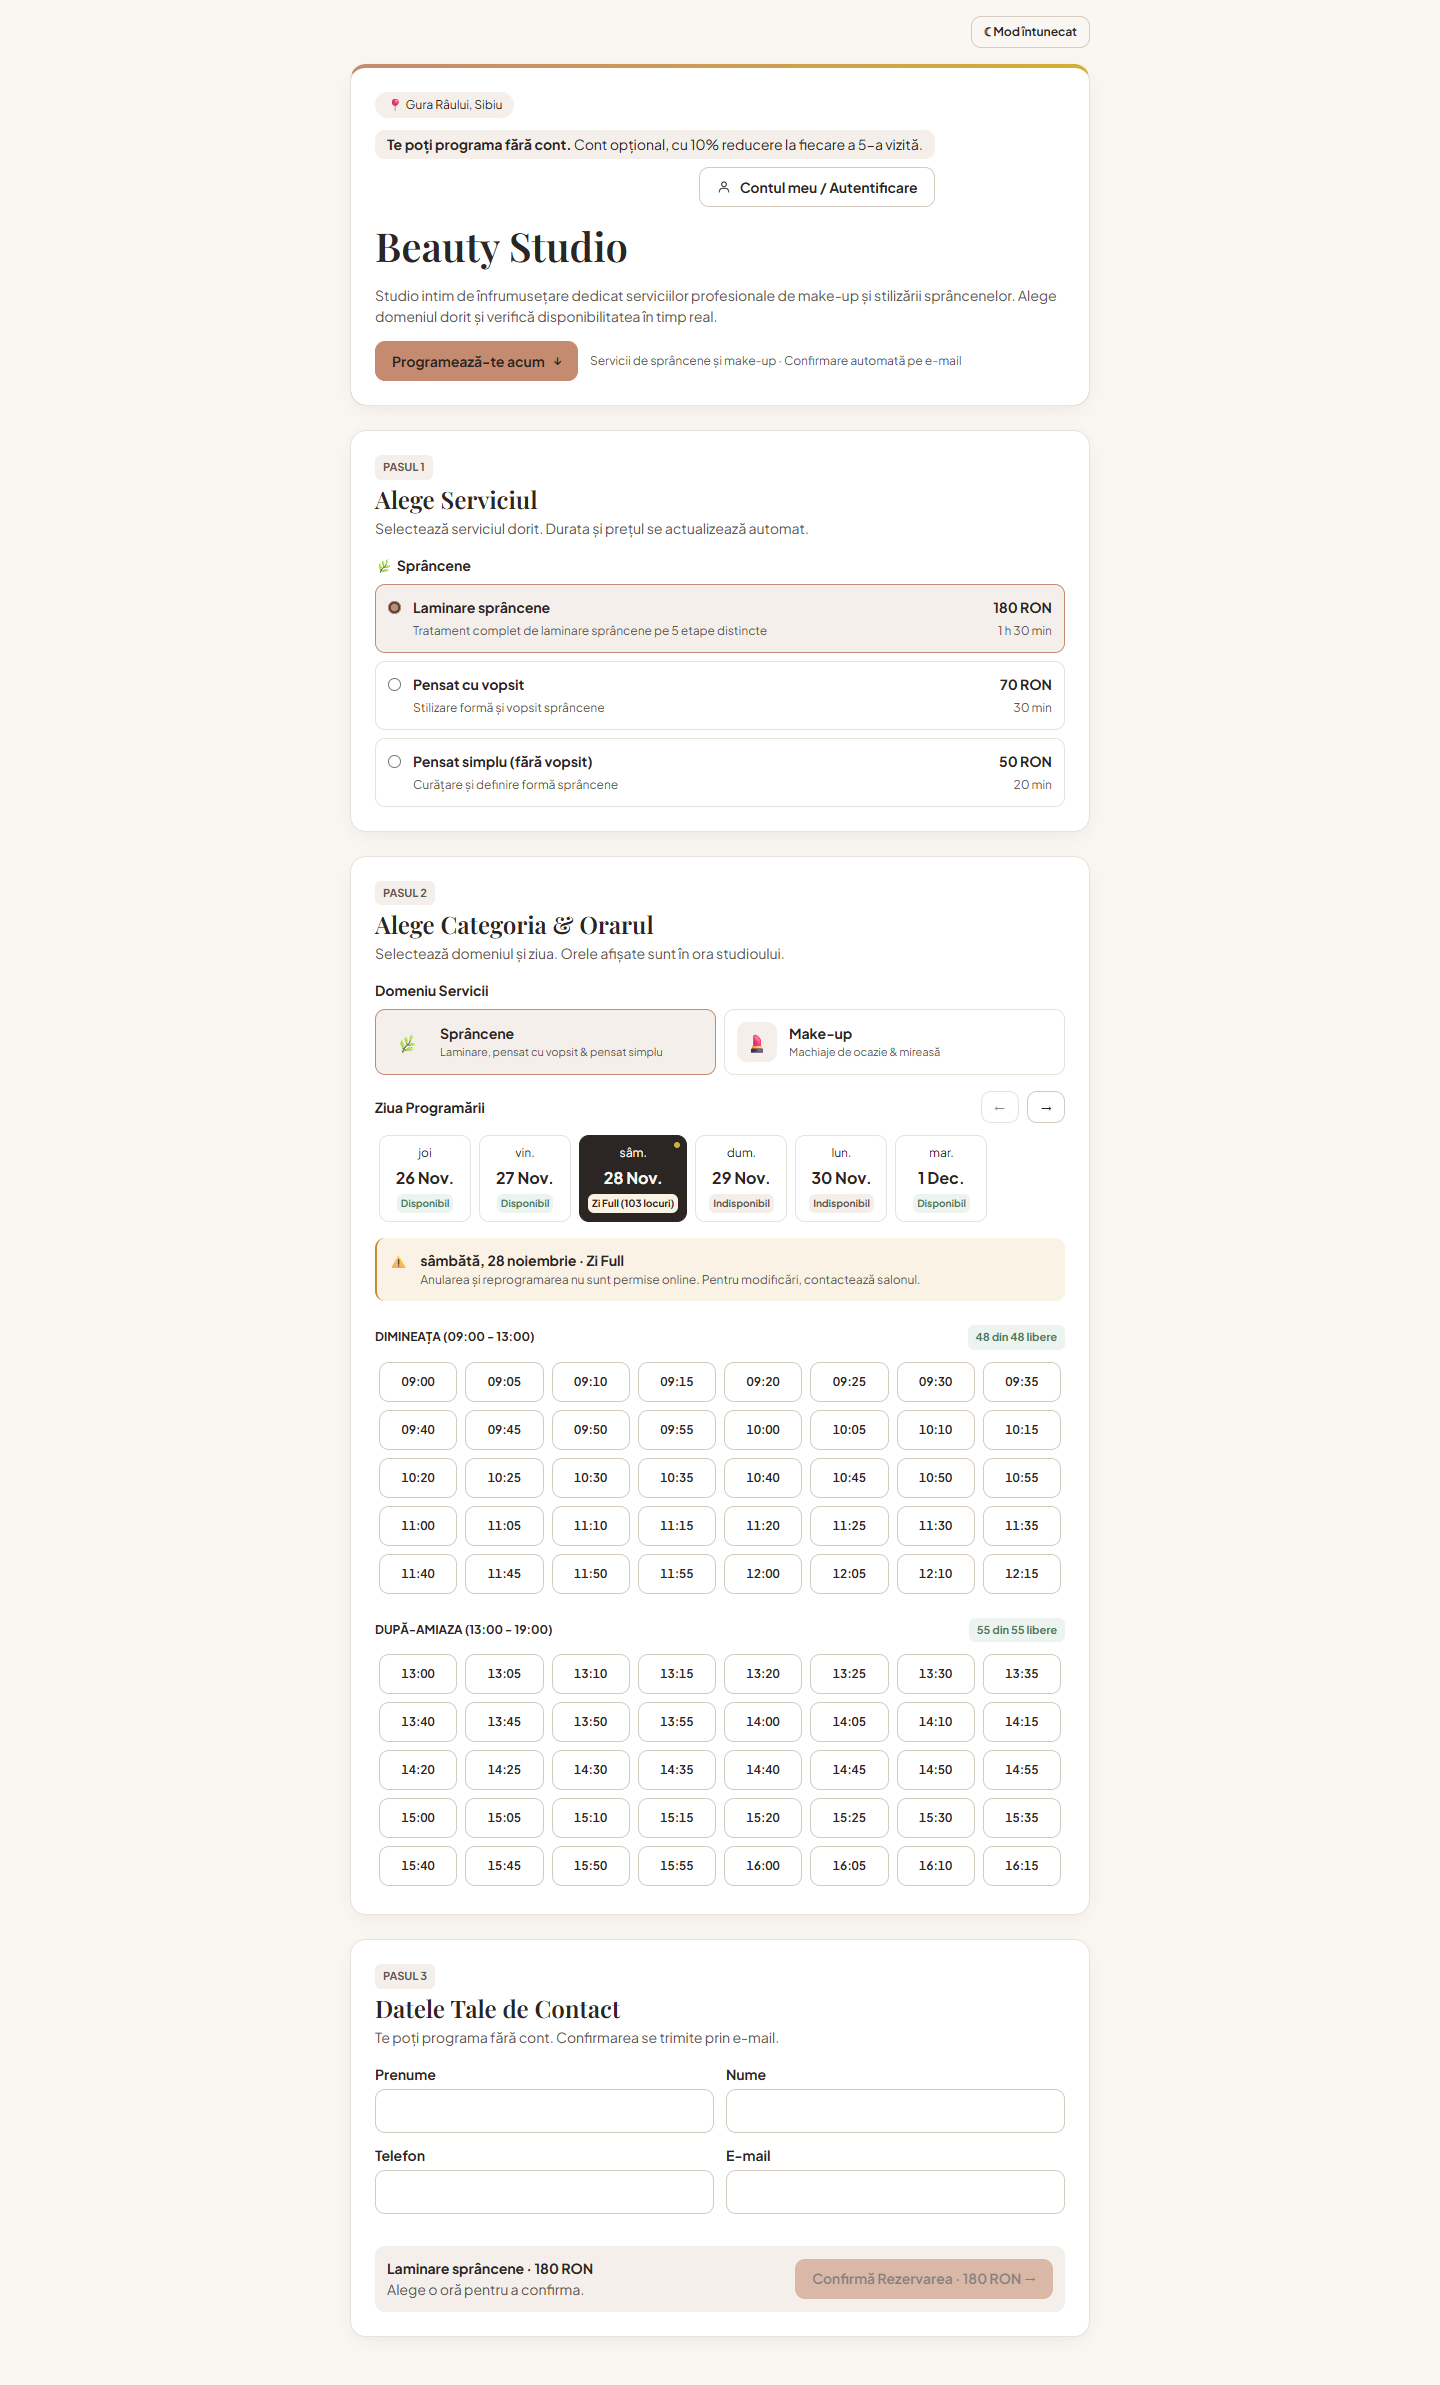 Mod întunecat
Gura Râului, Sibiu
Te poți programa fără cont. Cont opțional, cu 10% reducere la fiecare a 5-a vizită.
Contul meu / Autentificare
Beauty Studio
Studio intim de înfrumusețare dedicat serviciilor profesionale de make-up și stilizării sprâncenelor. Alege
domeniul dorit și verifică disponibilitatea în timp real.
Programează-te acum ↓ Servicii de sprâncene și make-up · Confirmare automată pe e-mail
PASUL 1
Alege Serviciul
Selectează serviciul dorit. Durata și prețul se actualizează automat.
Sprâncene
Laminare sprâncene 180 RON
Tratament complet de laminare sprâncene pe 5 etape distincte 1 h 30 min
Pensat cu vopsit 70 RON
Stilizare formă și vopsit sprâncene 30 min
Pensat simplu (fără vopsit) 50 RON
Curățare și definire formă sprâncene 20 min
PASUL 2
Alege Categoria & Orarul
Selectează domeniul și ziua. Orele afișate sunt în ora studioului.
Domeniu Servicii
Sprâncene Make-up
Laminare, pensat cu vopsit & pensat simplu Machiaje de ocazie & mireasă
Ziua Programării ← →
joi vin. sâm. dum. lun. mar.
26 Nov. 27 Nov. 28 Nov. 29 Nov. 30 Nov. 1 Dec.
Disponibil Disponibil Zi Full (103 locuri) Indisponibil Indisponibil Disponibil
sâmbătă, 28 noiembrie · Zi Full
Anularea și reprogramarea nu sunt permise online. Pentru modificări, contactează salonul.
DIMINEAȚA (09:00 - 13:00) 48 din 48 libere
09:00 09:05 09:10 09:15 09:20 09:25 09:30 09:35
09:40 09:45 09:50 09:55 10:00 10:05 10:10 10:15
10:20 10:25 10:30 10:35 10:40 10:45 10:50 10:55
11:00 11:05 11:10 11:15 11:20 11:25 11:30 11:35
11:40 11:45 11:50 11:55 12:00 12:05 12:10 12:15
DUPĂ-AMIAZA (13:00 - 19:00) 55 din 55 libere
13:00 13:05 13:10 13:15 13:20 13:25 13:30 13:35
13:40 13:45 13:50 13:55 14:00 14:05 14:10 14:15
14:20 14:25 14:30 14:35 14:40 14:45 14:50 14:55
15:00 15:05 15:10 15:15 15:20 15:25 15:30 15:35
15:40 15:45 15:50 15:55 16:00 16:05 16:10 16:15
PASUL 3
Datele Tale de Contact
Te poți programa fără cont. Confirmarea se trimite prin e-mail.
Prenume Nume
Telefon E-mail
Laminare sprâncene · 180 RON
Alege o oră pentru a confirma.
Confirmă Rezervarea · 180 RON →